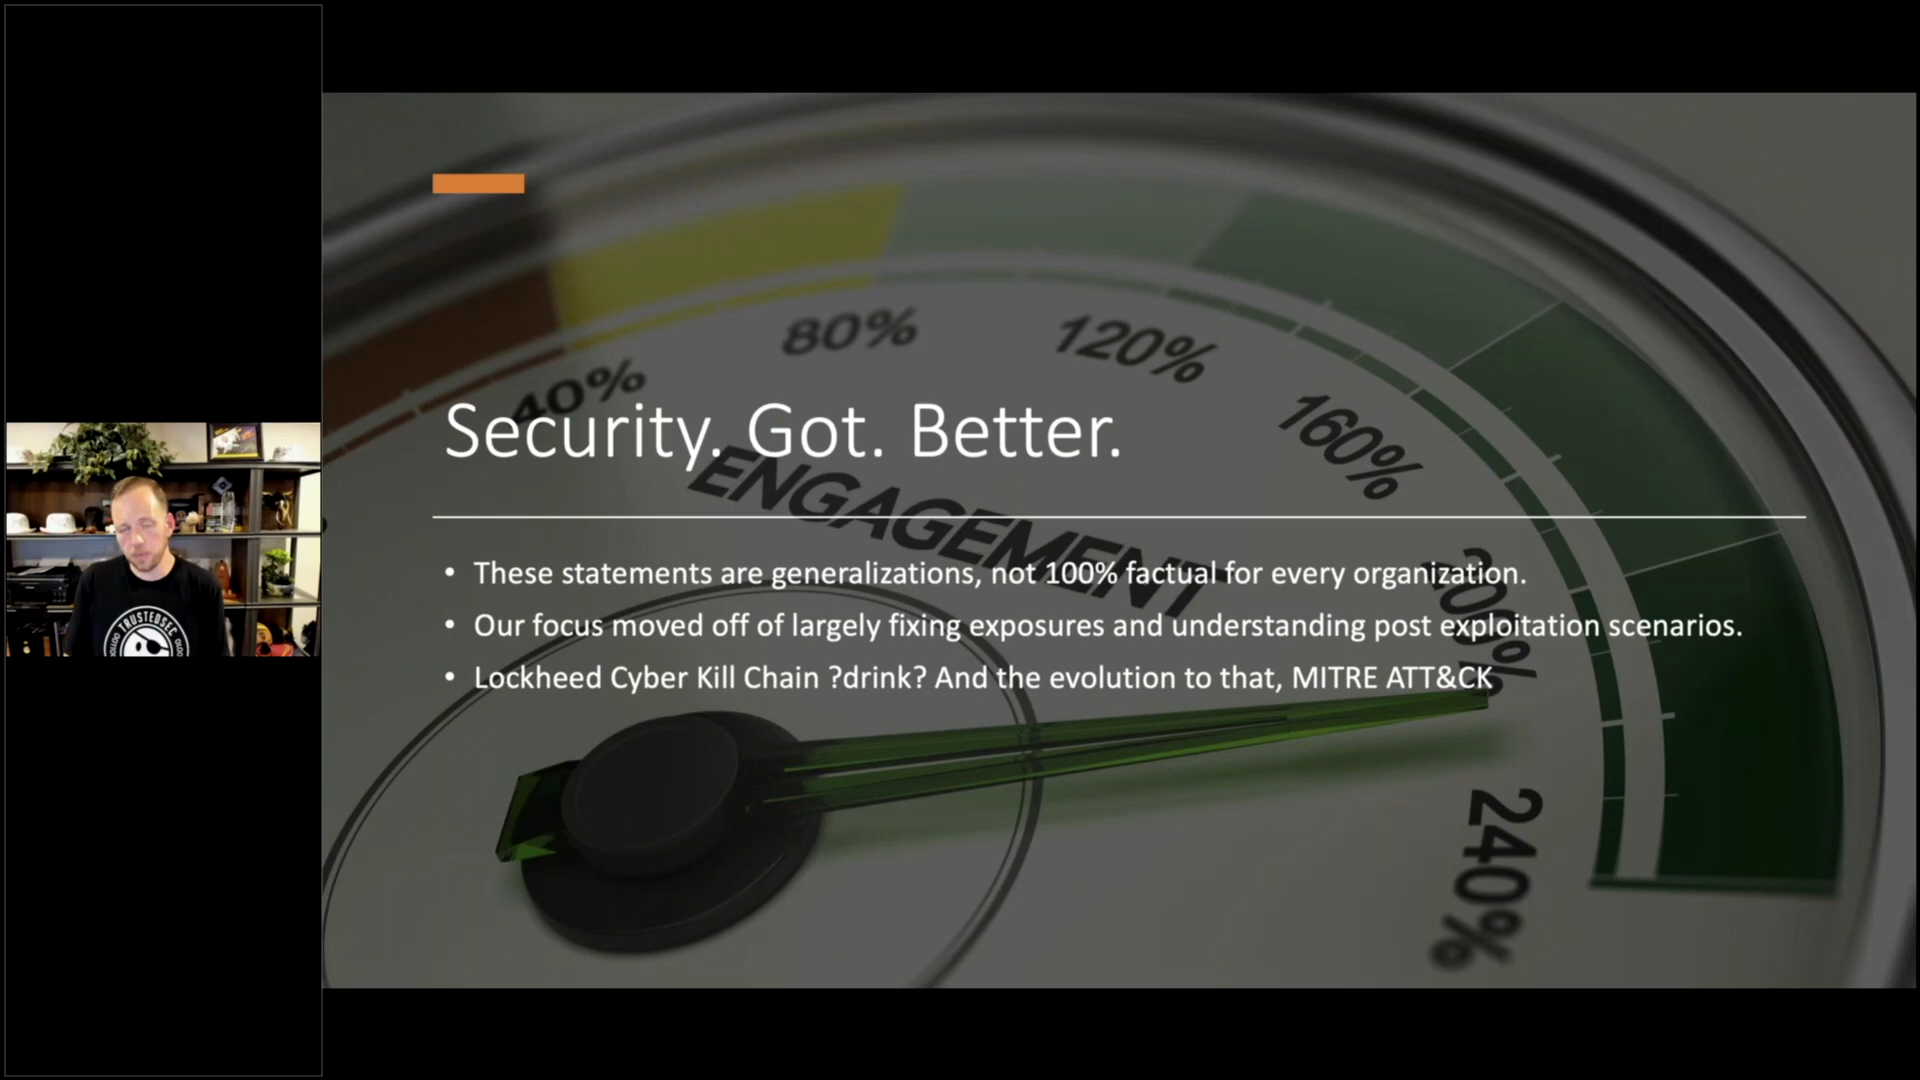 Security. Got. Better.
• These statements are generalizations, not 100% factual for every organization.
• Our focus moved off of largely fixing exposures and understanding post exploitation scenarios.
• Lockheed Cyber Kill Chain ?drink? And the evolution to that, MITRE ATT&CK
40%
80%
120%
160%
200%
240%
ENGAGEMENT
TRUSTEDSEC